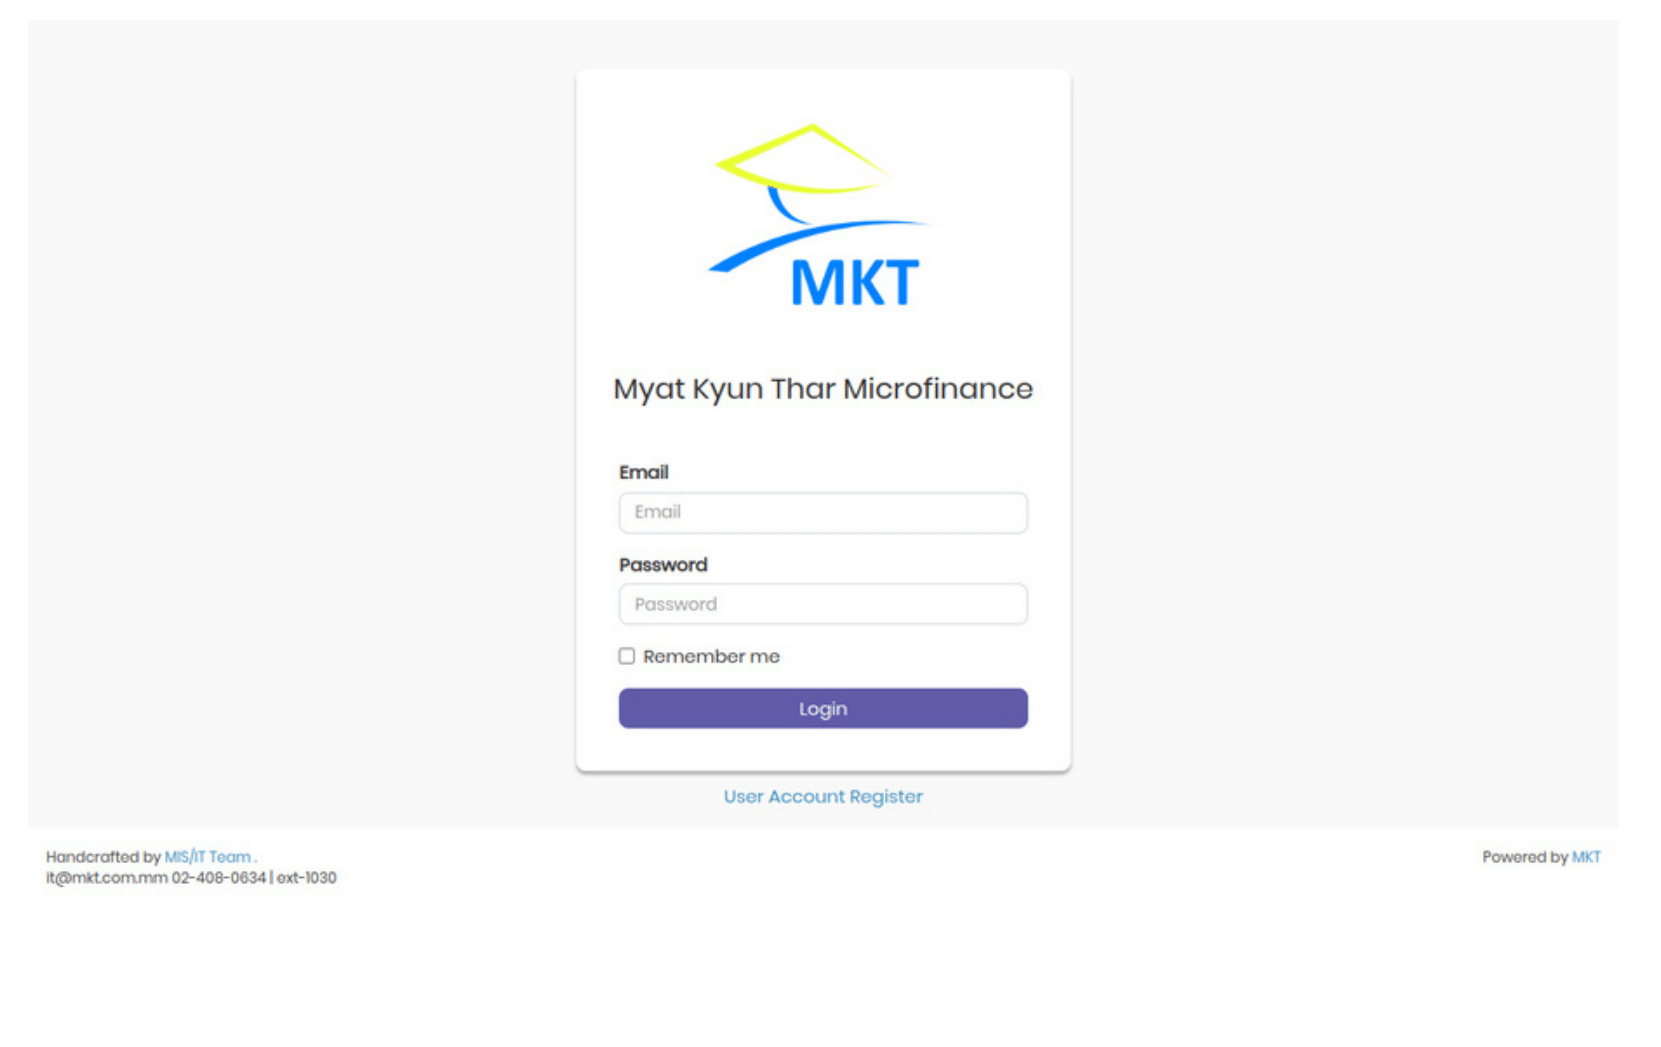 MKT
Myat Kyun Thar Microfinance
Email
Email
Password
Password
Remember me
Login
User Account Register
Handcrafted by MIS/IT Team .
it@mkt.com.mm 02-408-0634 | ext-1030
Powered by MKT